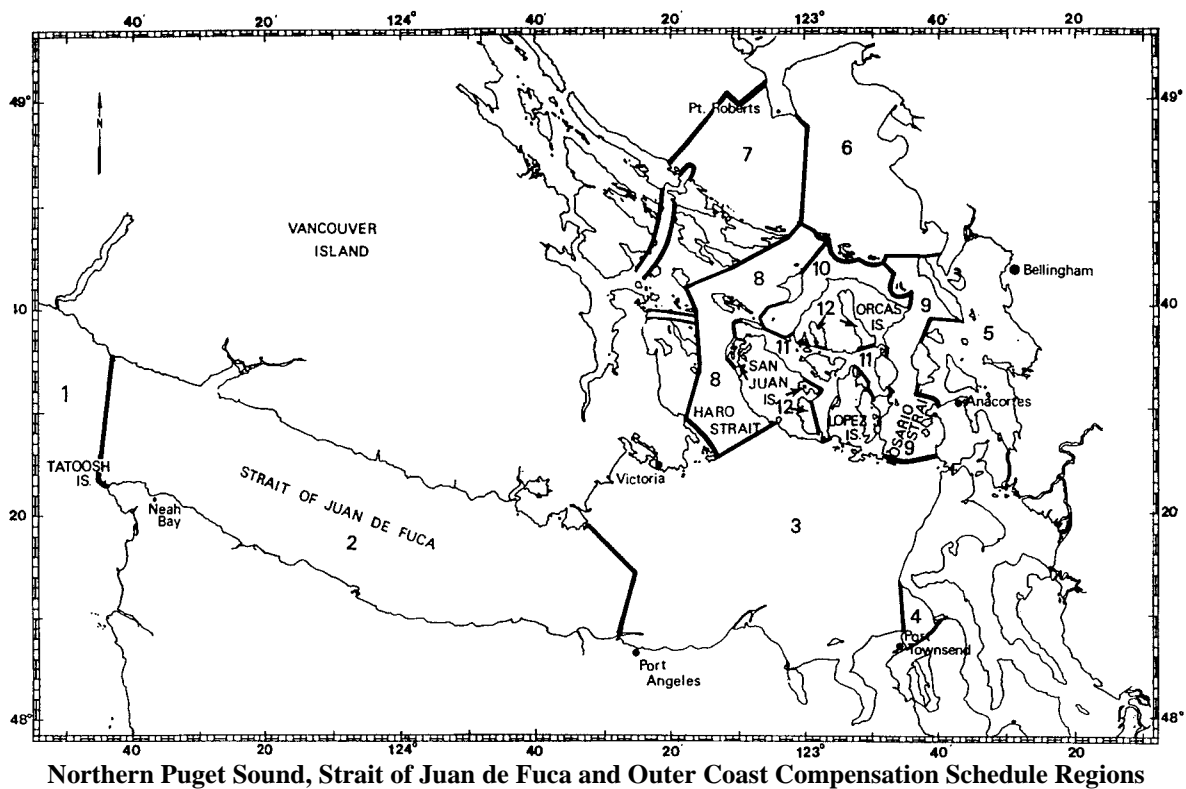 40′ 20′ 124° 40′ 20′ 123° 40′ 20′
49° 49°
N
Pt. Roberts
7
6
VANCOUVER
ISLAND
8
10
3
Bellingham
10 40′
12 ORCAS
IS.
9
5
11 11
SAN
JUAN
IS.
1
8
12
HARO
STRAIT
LOPEZ
IS.
ROSARIO
STRAIT
9
Anacortes
TATOOSH
IS.
Victoria
STRAIT OF JUAN DE FUCA
2
Neah
Bay
20 20′
3
4
Port
Townsend
Port
Angeles
48° 48°
40′ 20′ 124° 40′ 20′ 123° 40′ 20′
Northern Puget Sound, Strait of Juan de Fuca and Outer Coast Compensation Schedule Regions